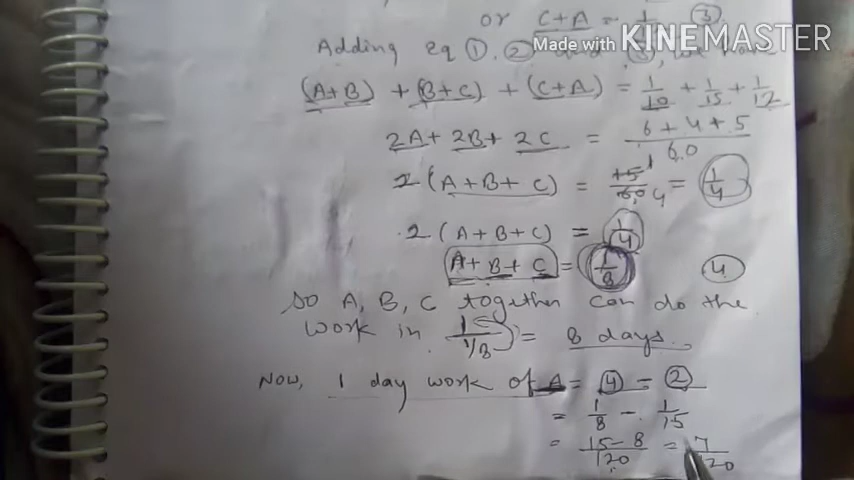 or C+A = 1/ ③
Made with KINEMASTER
Adding eq ①, ②
(A+B) + (B+C) + (C+A) = 1/10 + 1/15 + 1/12
2A + 2B + 2C = 6+4+5/60
2(A+B+C) = 15/60 1/4 = 1/4
2(A+B+C) = 1/4
A+B+C = 1/8 ④
So A, B, C together can do the
work in 1/1/8 = 8 days.
Now, 1 day work of A = ④ - ②
= 1/8 - 1/15
= 15-8/120 = 7/120